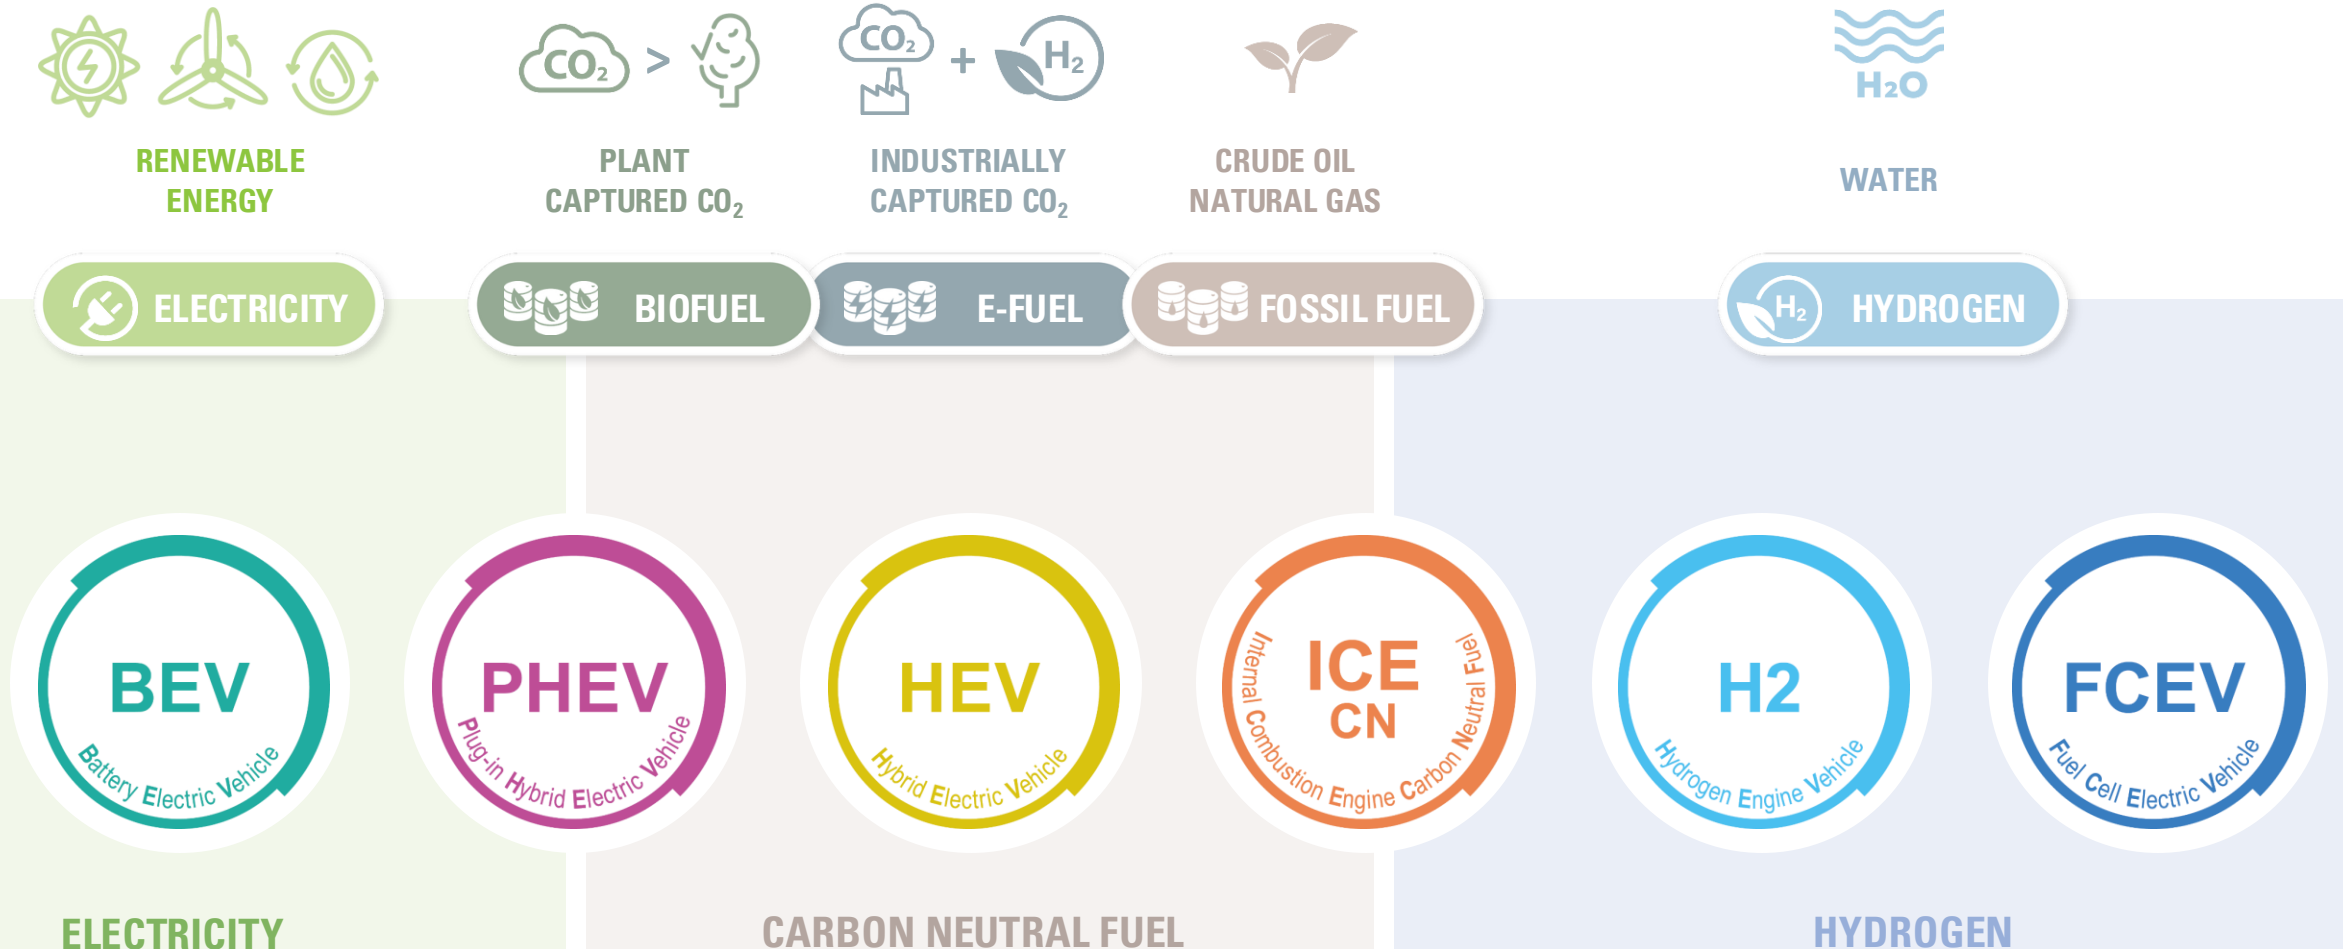 CO₂
>
CO₂
+
H₂
H₂O
RENEWABLE
ENERGY
PLANT
CAPTURED CO₂
INDUSTRIALLY
CAPTURED CO₂
CRUDE OIL
NATURAL GAS
WATER
ELECTRICITY
BIOFUEL
E-FUEL
FOSSIL FUEL
H₂
HYDROGEN
BEV
Battery Electric Vehicle
PHEV
Plug-in Hybrid Electric Vehicle
HEV
Hybrid Electric Vehicle
ICE
CN
Internal Combustion Engine Carbon Neutral Fuel
H2
Hydrogen Engine Vehicle
FCEV
Fuel Cell Electric Vehicle
ELECTRICITY
CARBON NEUTRAL FUEL
HYDROGEN